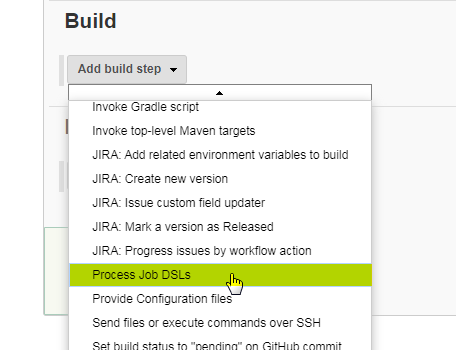 Build
Add build step
Invoke Gradle script
Invoke top-level Maven targets
JIRA: Add related environment variables to build
JIRA: Create new version
JIRA: Issue custom field updater
JIRA: Mark a version as Released
JIRA: Progress issues by workflow action
Process Job DSLs
Provide Configuration files
Send files or execute commands over SSH
Set build status to "pending" on GitHub commit